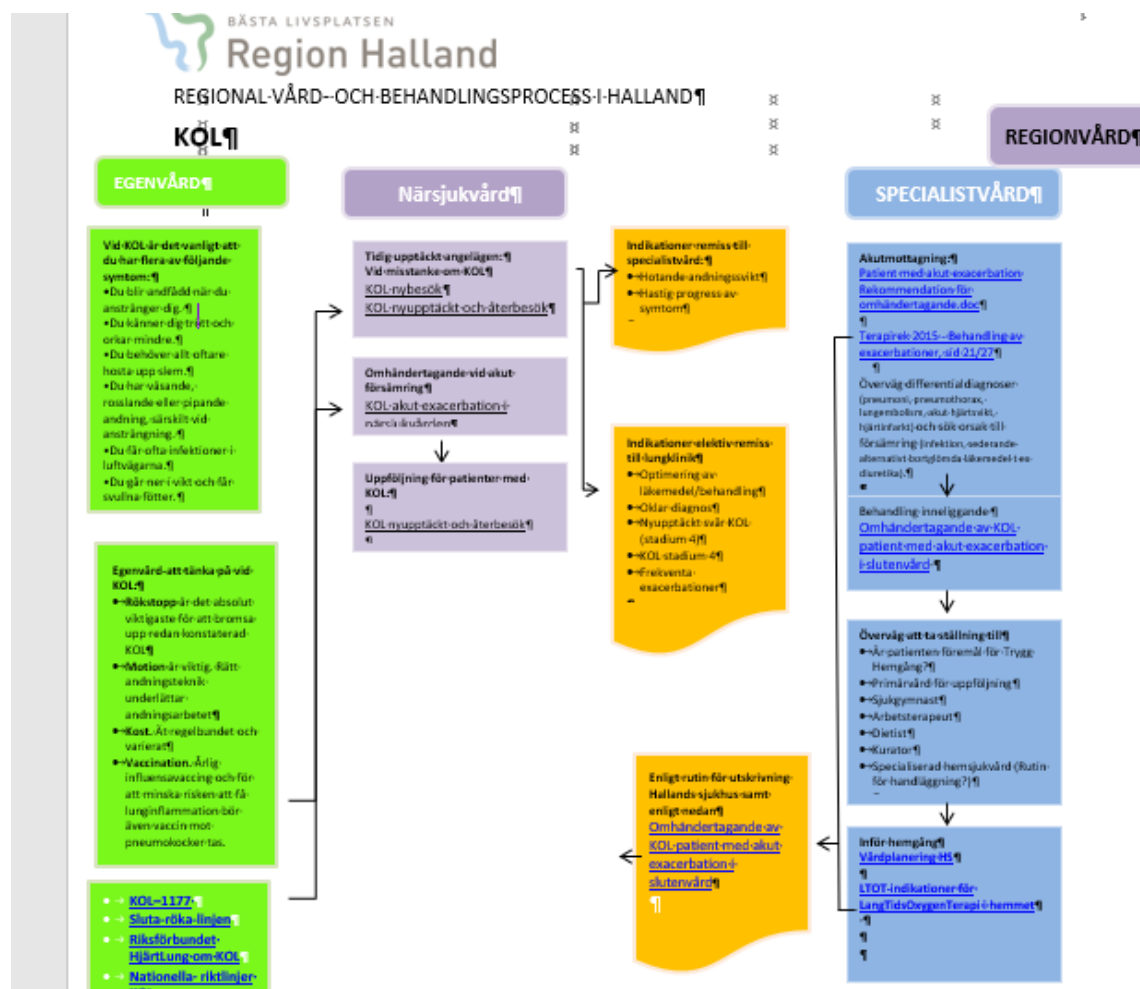 BÄSTA LIVSPLATSEN
Region Halland
REGIONAL·VÅRD-·OCH·BEHANDLINGSPROCESS·I·HALLAND¶
KOL¶
REGIONVÅRD¶
EGENVÅRD¶
Vid·KOL·är·det·vanligt·att·
du·har·flera·av·följande·
symtom:¶
•Du·blir·andfådd·när·du·
anstränger·dig.¶
•Du·känner·dig·trött·och·
orkar·mindre.¶
•Du·behöver·allt·oftare·
hosta·upp·slem.¶
•Du·har·väsande,·
rosslande·eller·pipande·
andning,·särskilt·vid·
ansträngning.¶
•Du·får·ofta·infektioner·i·
luftvägarna.¶
•Du·går·ner·i·vikt·och·får·
svullna·fötter.¶
Egenvård·att·tänka·på·vid·
KOL:¶
•→Rökstopp·är·det·absolut·
viktigaste·för·att·bromsa·
upp·redan·konstaterad·
KOL¶
•→Motion·är·viktig.·Rätt·
andningsteknik·
underlättar·
andningsarbetet¶
•→Kost.·Ät·regelbundet·och·
varierat¶
•→Vaccination.·Årlig·
influensavaccing·och·för·
att·minska·risken·att·få·
lunginflammation·bör·
även·vaccin·mot·
pneumokocker·tas.
•→KOL–1177·¶
•→Sluta-röka-linjen¶
•→Riksförbundet·
HjärtLung·om·KOL¶
•→Nationella-·riktlinjer·
Närsjukvård¶
Tidig·upptäckt·angelägen:¶
Vid·misstanke·om·KOL¶
KOL·nybesök¶
KOL·nyupptäckt·och·återbesök¶
Omhändertagande·vid·akut·
försämring¶
KOL·akut·exacerbation·i·
närsjukvården¶
Uppföljning·för·patienter·med·
KOL:¶
¶
KOL·nyupptäckt·och·återbesök¶
¶
Indikationer·remiss·till·
specialistvård:¶
•→Hotande·andningssvikt¶
•→Hastig·progress·av·
symtom¶
Indikationer·elektiv·remiss·
till·lungklinik¶
•→Optimering·av·
läkemedel/behandling¶
•→Oklar·diagnos¶
•→Nyupptäckt·svår·KOL·
(stadium·4)¶
•→KOL·stadium·4¶
•→Frekventa·
exacerbationer¶
Enligt·rutin·för·utskrivning·
Hallands·sjukhus·samt·
enligt·nedan¶
Omhändertagande·av·
KOL·patient·med·akut·
exacerbation·i·
slutenvård¶
¶
SPECIALISTVÅRD¶
Akutmottagning:¶
Patient·med·akut·exacerbation·
Rekommendation·för·
omhändertagande.doc¶
¶
Terapirek·2015·-·Behandling·av·
exacerbationer,·sid·21/27¶
¶
Överväg·differentialdiagnoser·
(pneumoni,·pneumothorax,·
lungembolism,·akut·hjärtsvikt,·
hjärtinfarkt)·och·sök·orsak·till·
försämring·(infektion,·sederande·
alternativt·bortglömda·läkemedel·t·ex·
diuretika).¶
Behandling·inneliggande·¶
Omhändertagande·av·KOL·
patient·med·akut·exacerbation·
i·slutenvård·¶
Överväg·att·ta·ställning·till¶
•→Är·patienten·föremål·för·Trygg·
Hemgång?¶
•→Primärvård·för·uppföljning¶
•→Sjukgymnast¶
•→Arbetsterapeut¶
•→Dietist¶
•→Kurator¶
•→Specialiserad·hemsjukvård·(Rutin·
för·handläggning?)¶
Inför·hemgång¶
Vårdplanering·HS¶
¶
LTOT·indikationer·för·
LangTidsOxygenTerapi·i·hemmet¶
¶
¶
¶